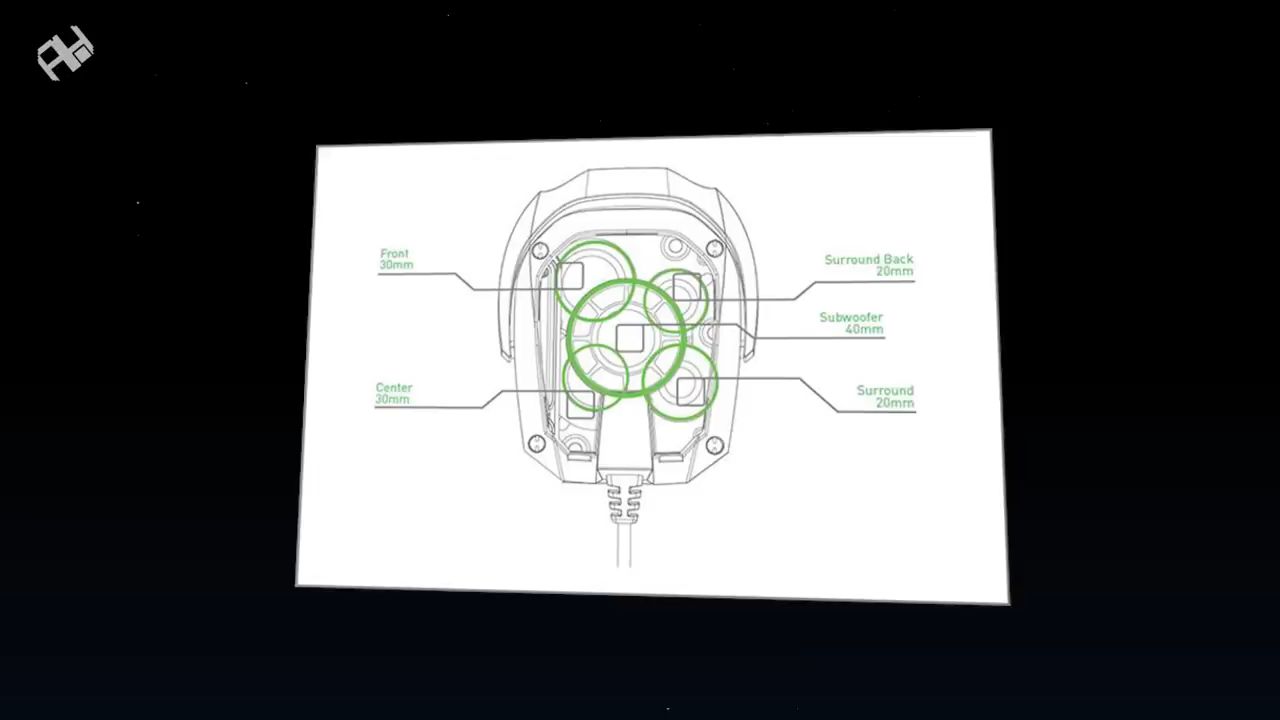 Front
30mm
Surround Back
20mm
Subwoofer
40mm
Center
30mm
Surround
20mm